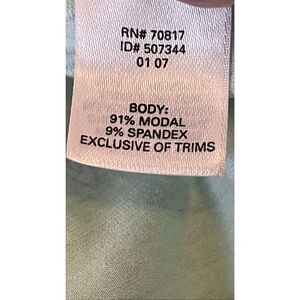 RN# 70817
ID# 507344
01 07
BODY:
91% MODAL
9% SPANDEX
EXCLUSIVE OF TRIMS